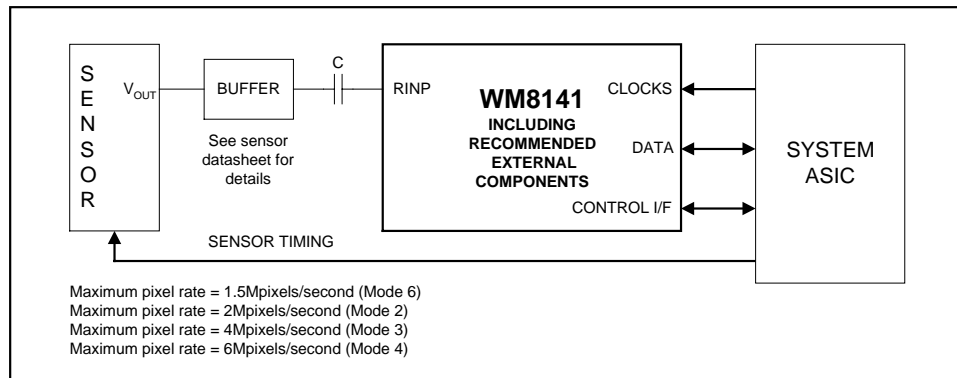 SENSOR
VOUT
BUFFER
See sensor
datasheet for
details
C
RINP
WM8141
INCLUDING
RECOMMENDED
EXTERNAL
COMPONENTS
CLOCKS
DATA
CONTROL I/F
SYSTEM
ASIC
SENSOR TIMING
Maximum pixel rate = 1.5Mpixels/second (Mode 6)
Maximum pixel rate = 2Mpixels/second (Mode 2)
Maximum pixel rate = 4Mpixels/second (Mode 3)
Maximum pixel rate = 6Mpixels/second (Mode 4)